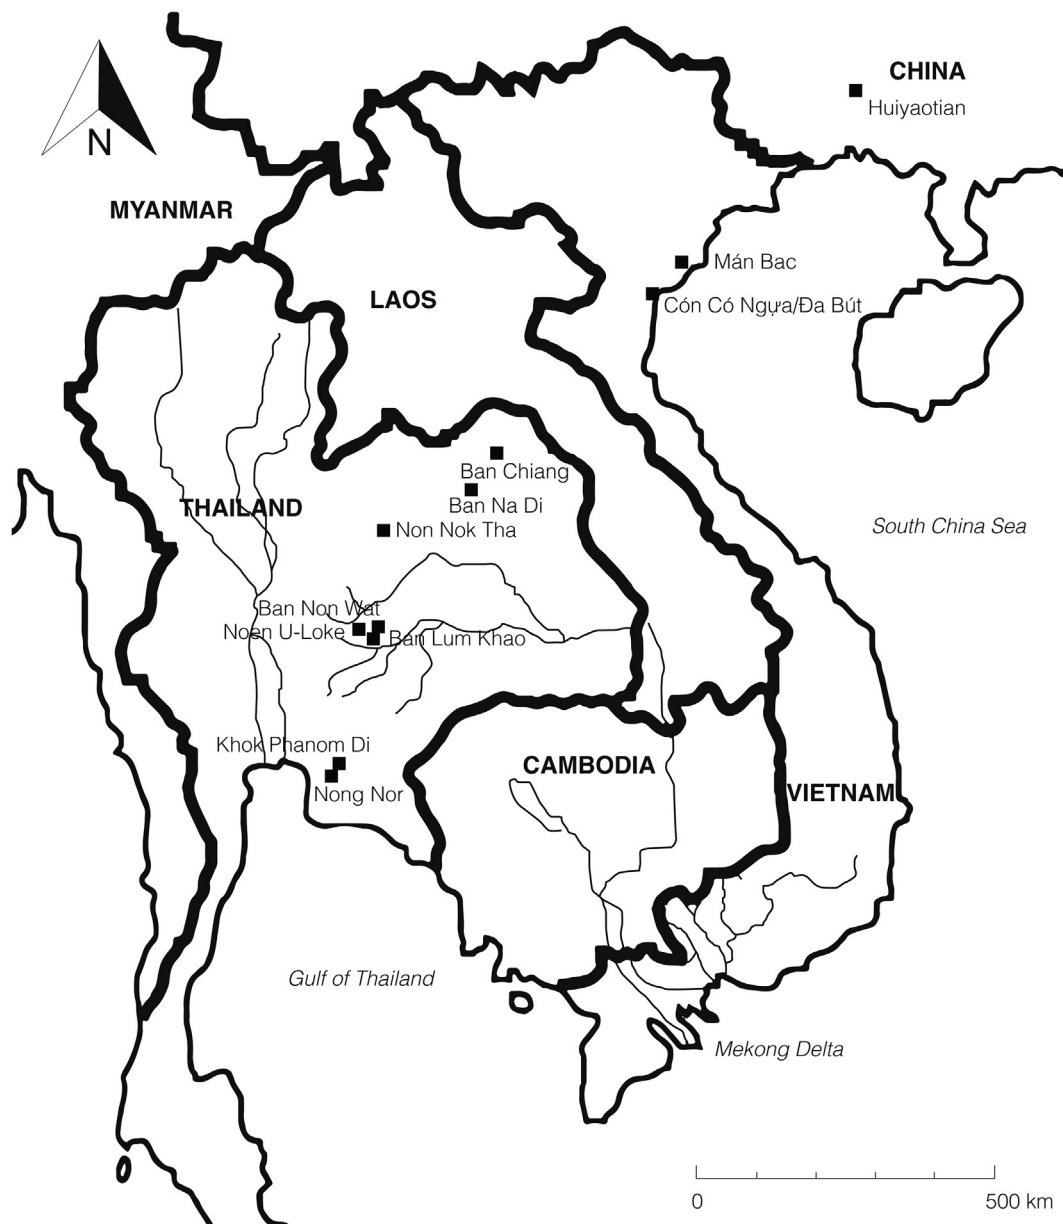 CHINA
Huiyaotian
N
MYANMAR
Mán Bac
LAOS
Cón Có Ngựa/Đa Bút
Ban Chiang
Ban Na Di
THAILAND
Non Nok Tha
South China Sea
Ban Non Wat
Noen U-Loke
Ban Lum Khao
Khok Phanom Di
CAMBODIA
Nong Nor
VIETNAM
Gulf of Thailand
Mekong Delta
0 500 km